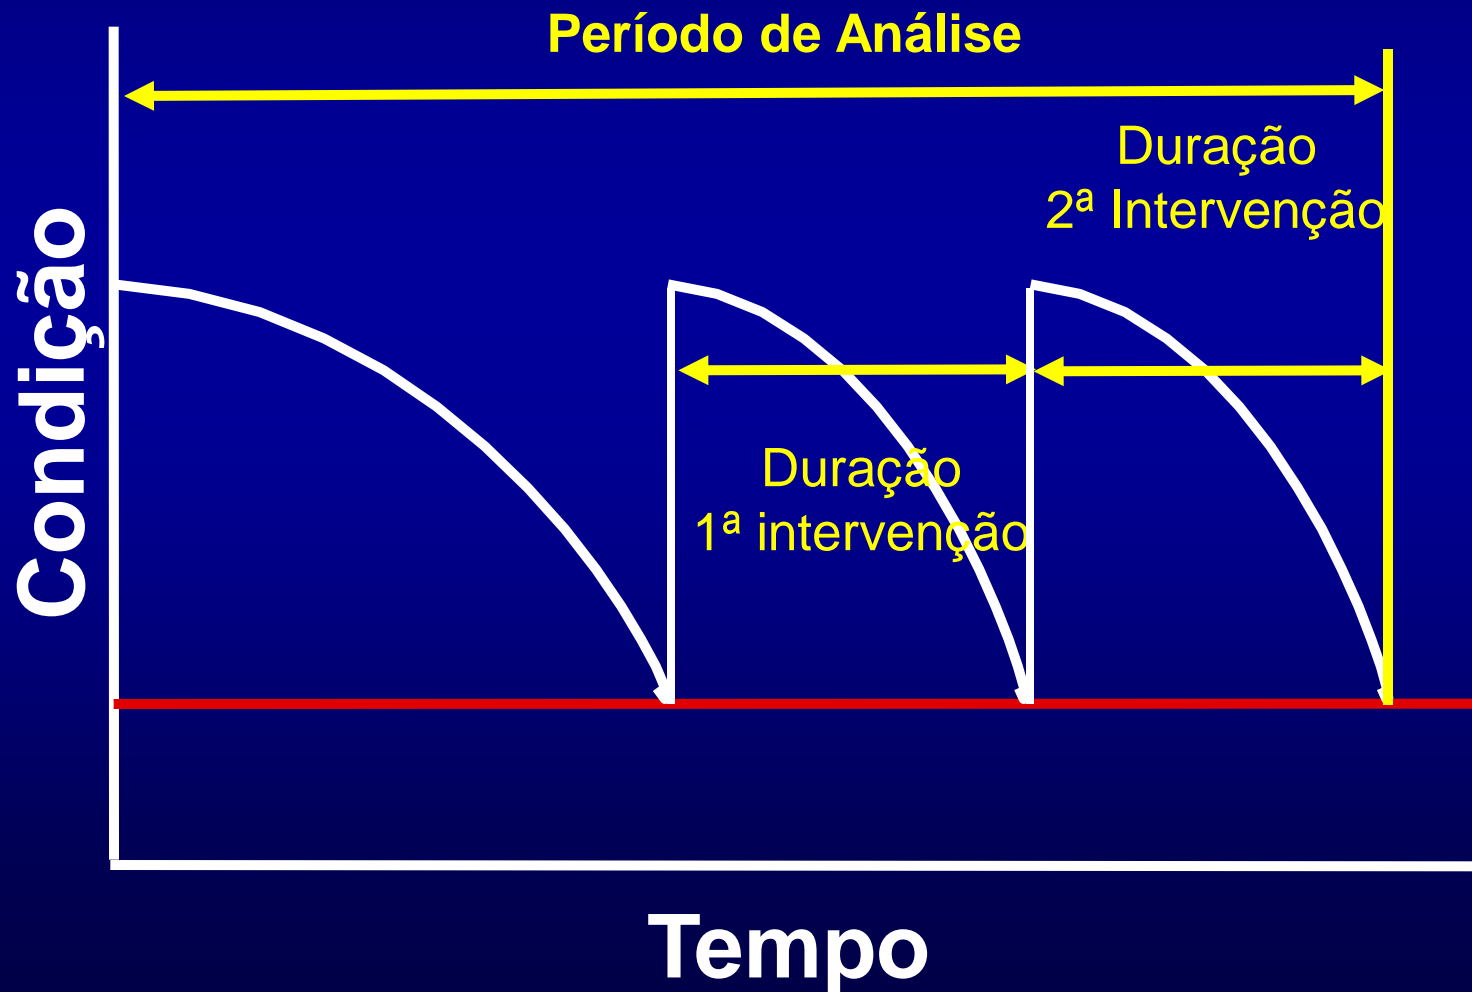 Período de Análise
Duração
2ª Intervenção
Condição
Duração
1ª intervenção
Tempo